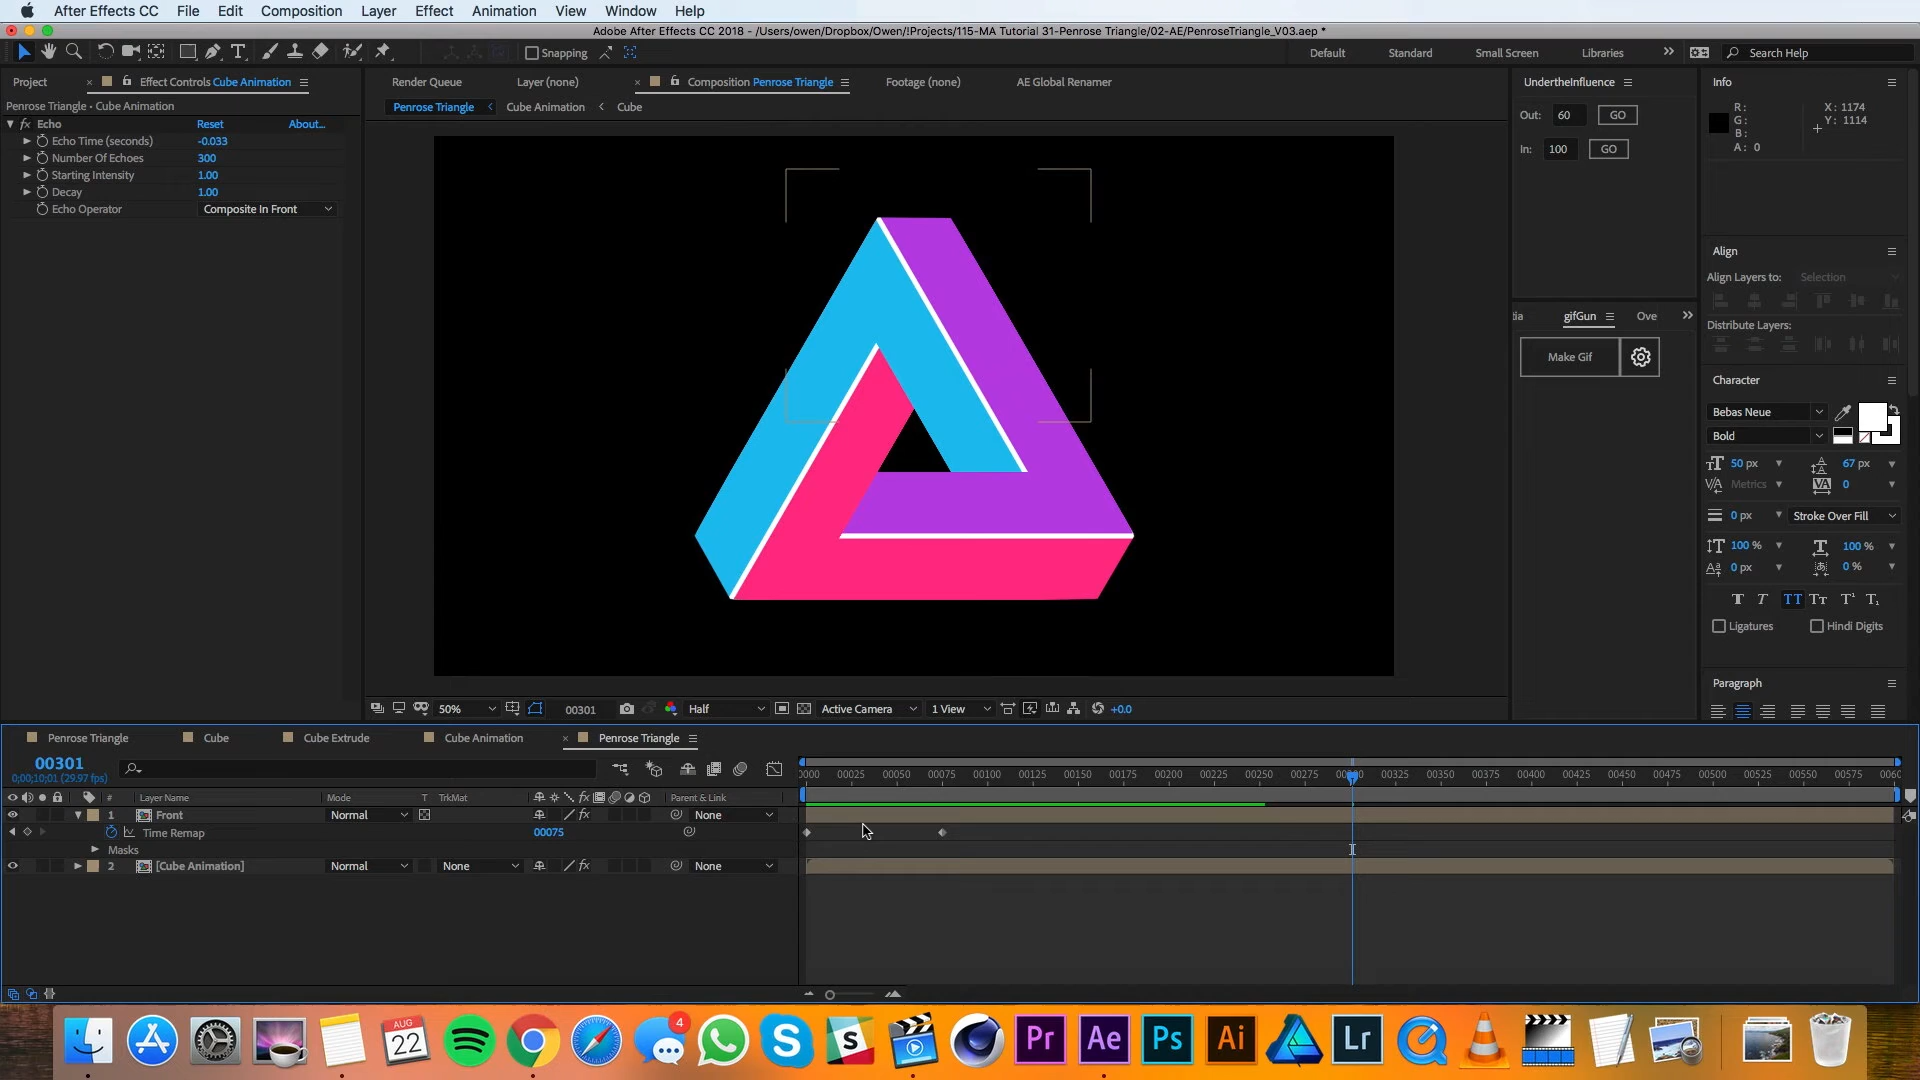 After Effects CC File Edit Composition Layer Effect Animation View Window Help
Adobe After Effects CC 2018 - /Users/owen/Dropbox/Owen/!Projects/115-MA Tutorial 31-Penrose Triangle/02-AE/PenroseTriangle_V03.aep *
Snapping Default Standard Small Screen Libraries Search Help
Project Effect Controls Cube Animation
Penrose Triangle • Cube Animation
fx Echo Reset About...
Echo Time (seconds) -0.033
Number Of Echoes 300
Starting Intensity 1.00
Decay 1.00
Echo Operator Composite In Front
Render Queue Layer (none) Composition Penrose Triangle Footage (none) AE Global Renamer
Penrose Triangle Cube Animation Cube
50% 00301 Half Active Camera 1 View +0.0
UndertheInfluence
Out: 60 GO
In: 100 GO
tia gifGun Ove
Make Gif
Info
R: X: 1174
G: Y: 1114
B:
A: 0
Align
Align Layers to: Selection
Distribute Layers:
Character
Bebas Neue
Bold
50 px 67 px
Metrics 0
0 px Stroke Over Fill
100 % 100 %
0 px 0 %
Ligatures Hindi Digits
Paragraph
Penrose Triangle Cube Cube Extrude Cube Animation Penrose Triangle
00301
0;00;10;01 (29.97 fps)
0000 00025 00050 00075 00100 00125 00150 00175 00200 00225 00250 00275 00325 00350 00375 00400 00425 00450 00475 00500 00525 00550 00575 0060
# Layer Name Mode T TrkMat Parent & Link
1 Front Normal None
Time Remap 00075
Masks
2 [Cube Animation] Normal None fx None
AUG
22
4
S
Pr Ae Ps Ai Lr